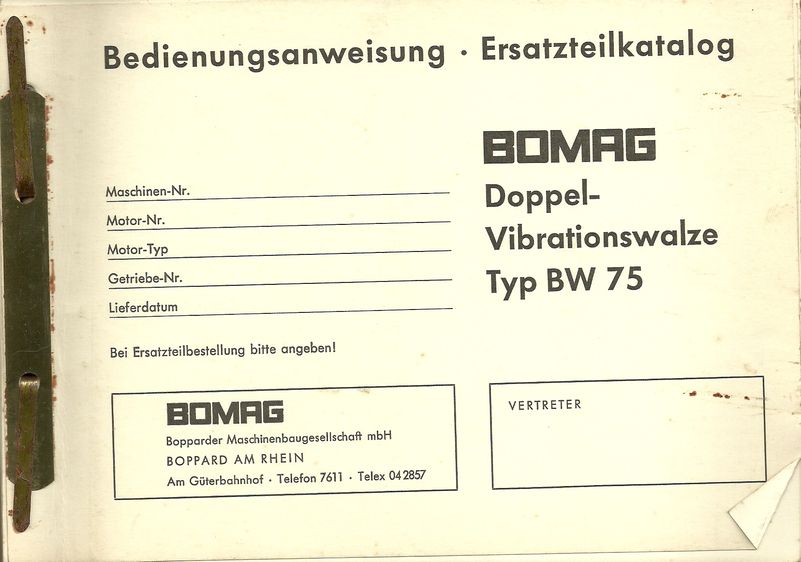 Bedienungsanweisung · Ersatzteilkatalog
BOMAG
Doppel-
Vibrationswalze
Typ BW 75
Maschinen-Nr.
Motor-Nr.
Motor-Typ
Getriebe-Nr.
Lieferdatum
Bei Ersatzteilbestellung bitte angeben!
BOMAG
Bopparder Maschinenbaugesellschaft mbH
BOPPARD AM RHEIN
Am Güterbahnhof · Telefon 7611 · Telex 042857
VERTRETER